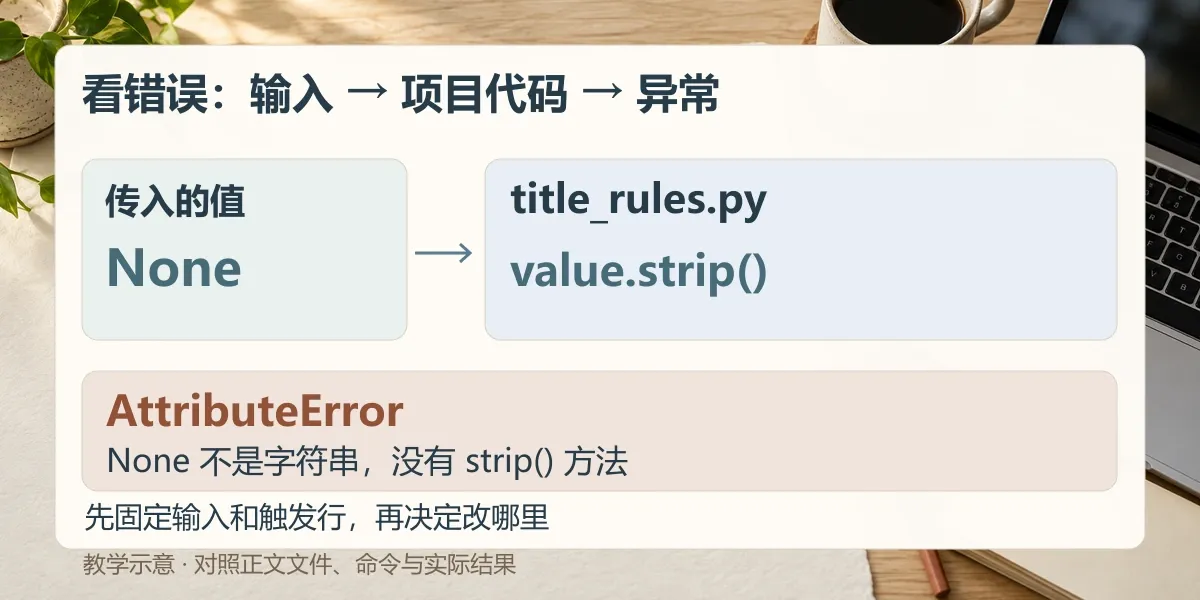 看错误：输入 → 项目代码 → 异常
传入的值
None
→
title_rules.py
value.strip()
AttributeError
None 不是字符串，没有 strip() 方法
先固定输入和触发行，再决定改哪里
教学示意 · 对照正文文件、命令与实际结果